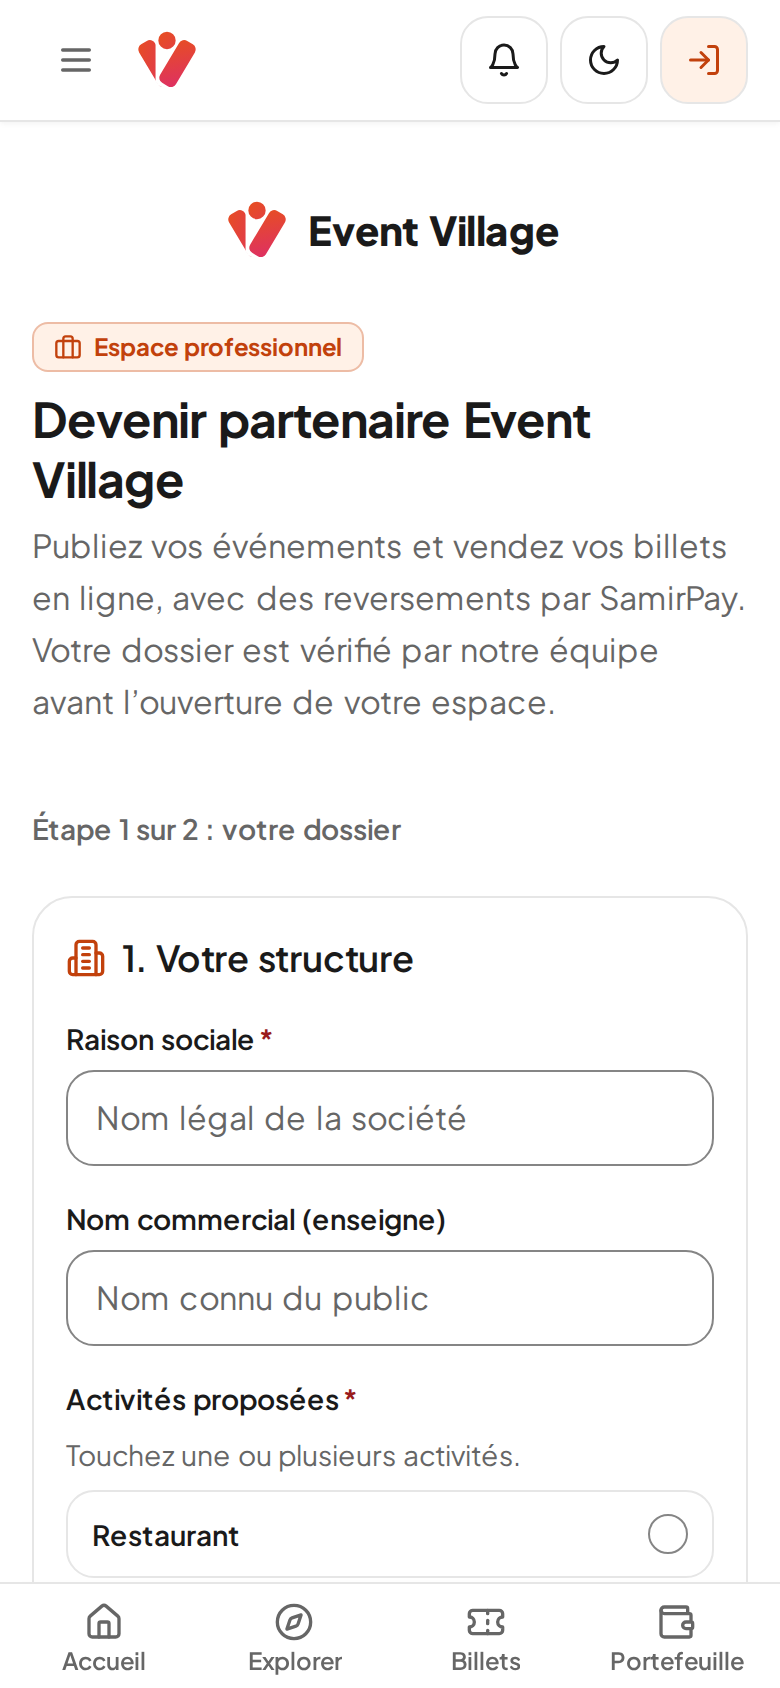 Event Village
Espace professionnel
Devenir partenaire Event
Village
Publiez vos événements et vendez vos billets
en ligne, avec des reversements par SamirPay.
Votre dossier est vérifié par notre équipe
avant l’ouverture de votre espace.
Étape 1 sur 2 : votre dossier
1. Votre structure
Raison sociale *
Nom légal de la société
Nom commercial (enseigne)
Nom connu du public
Activités proposées *
Touchez une ou plusieurs activités.
Restaurant
Accueil Explorer Billets Portefeuille